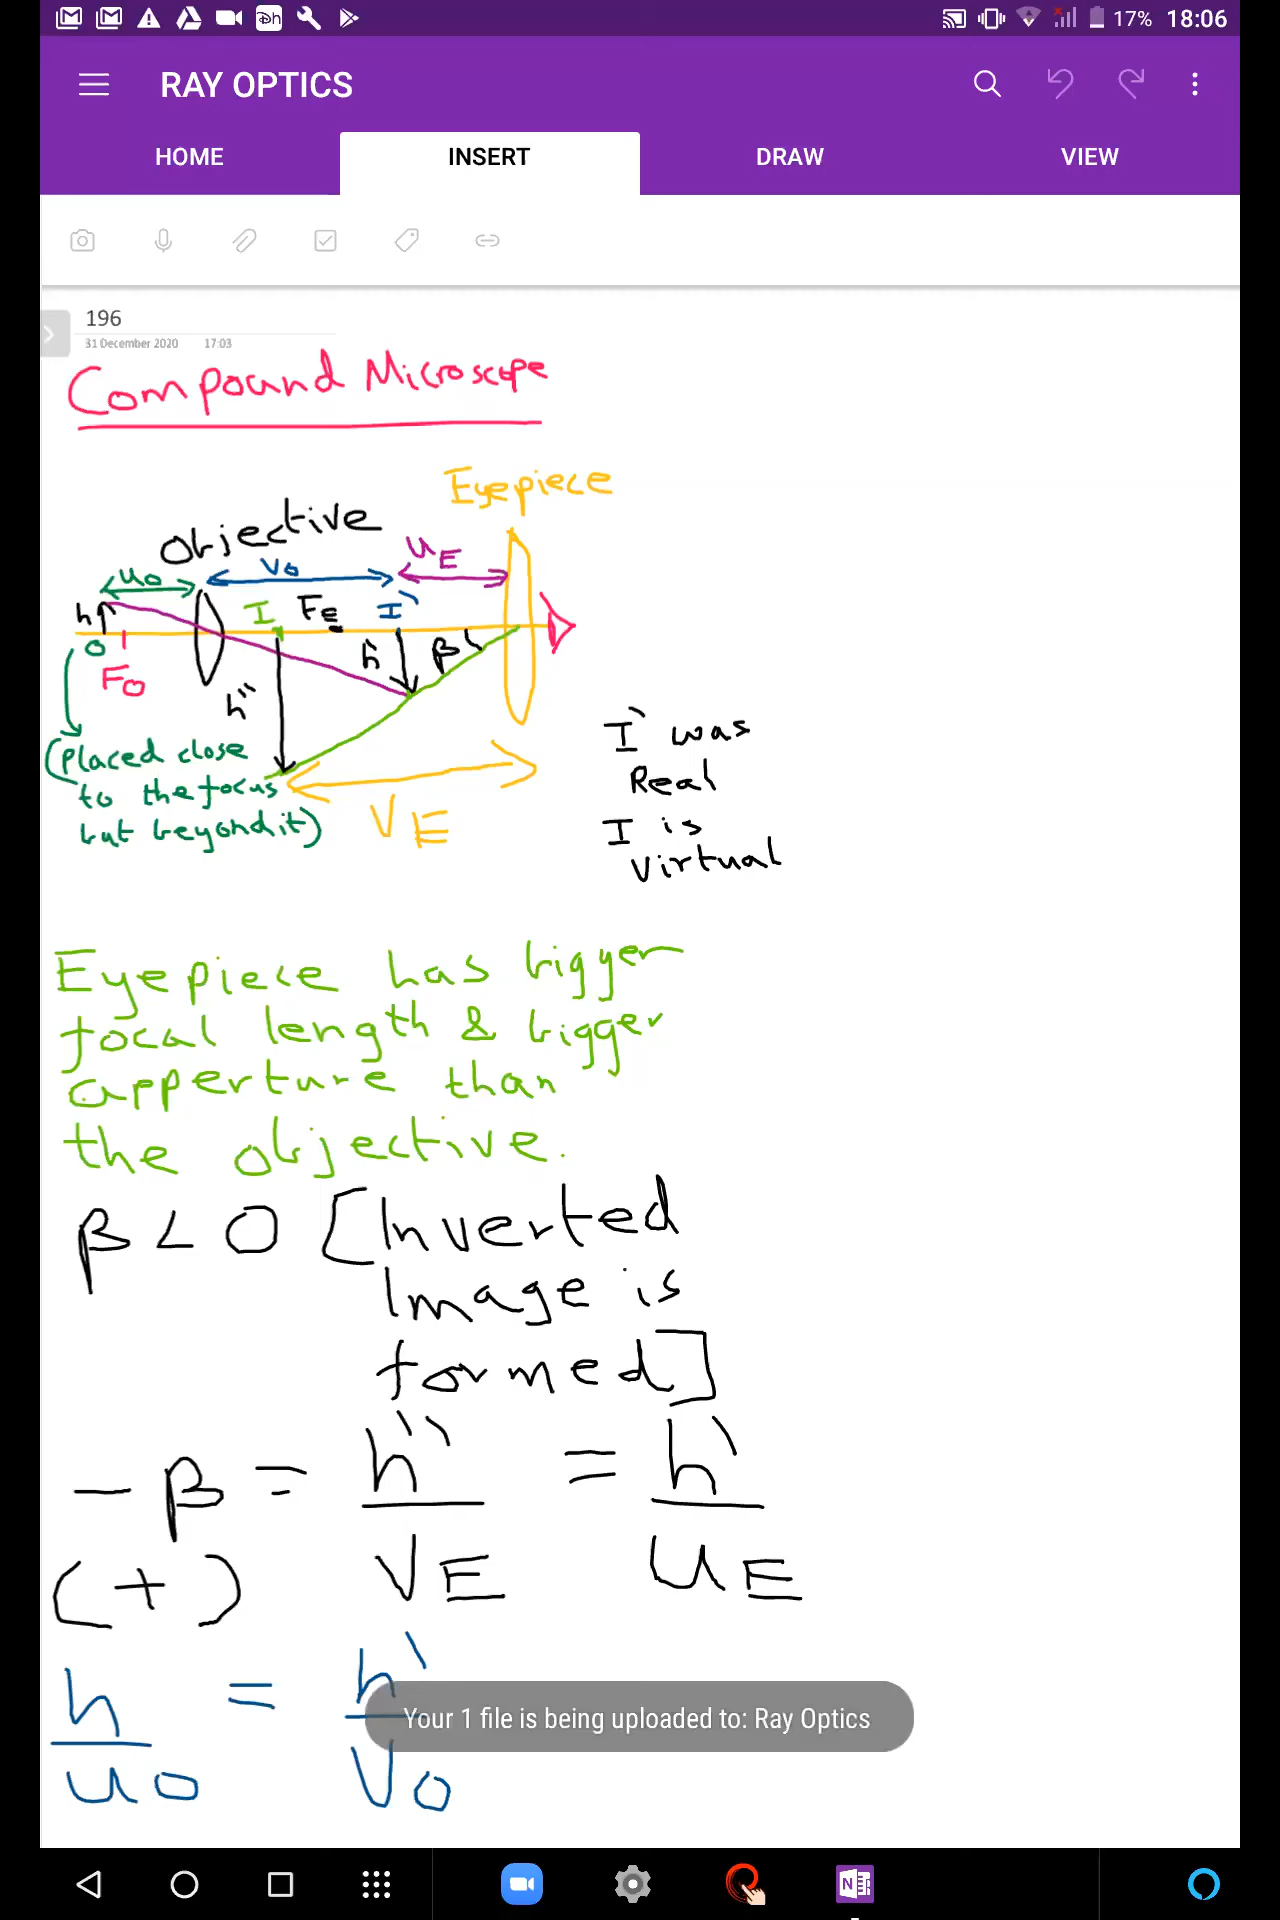 17% 18:06
RAY OPTICS
HOME INSERT DRAW VIEW
196
31 December 2020 17:03
Compound Microscope
Eyepiece
Objective
uo vo uE
h I FE I'
O h' β
Fo
h''
(Placed close
to the focus
but beyond it)
VE
I' was
Real
I is
Virtual
Eyepiece has bigger
focal length & bigger
apperture than
the objective.
β < 0 [Inverted
Image is
formed]
- β = h'' = h'
(+) VE uE
h = h'
uo Vo
Your 1 file is being uploaded to: Ray Optics